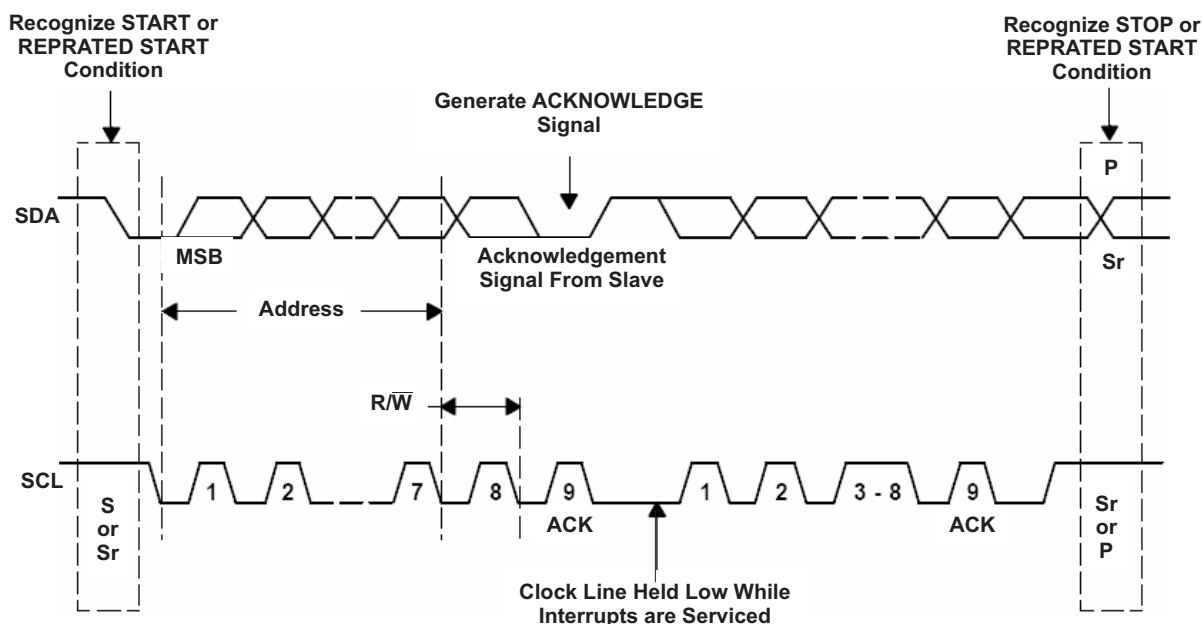 Recognize START or
REPRATED START
Condition
Recognize STOP or
REPRATED START
Condition
Generate ACKNOWLEDGE
Signal
P
SDA
MSB
Acknowledgement
Signal From Slave
Sr
Address
R/W̅
SCL
1
2
7
8
9
1
2
3 - 8
9
ACK
ACK
S
or
Sr
Sr
or
P
Clock Line Held Low While
Interrupts are Serviced